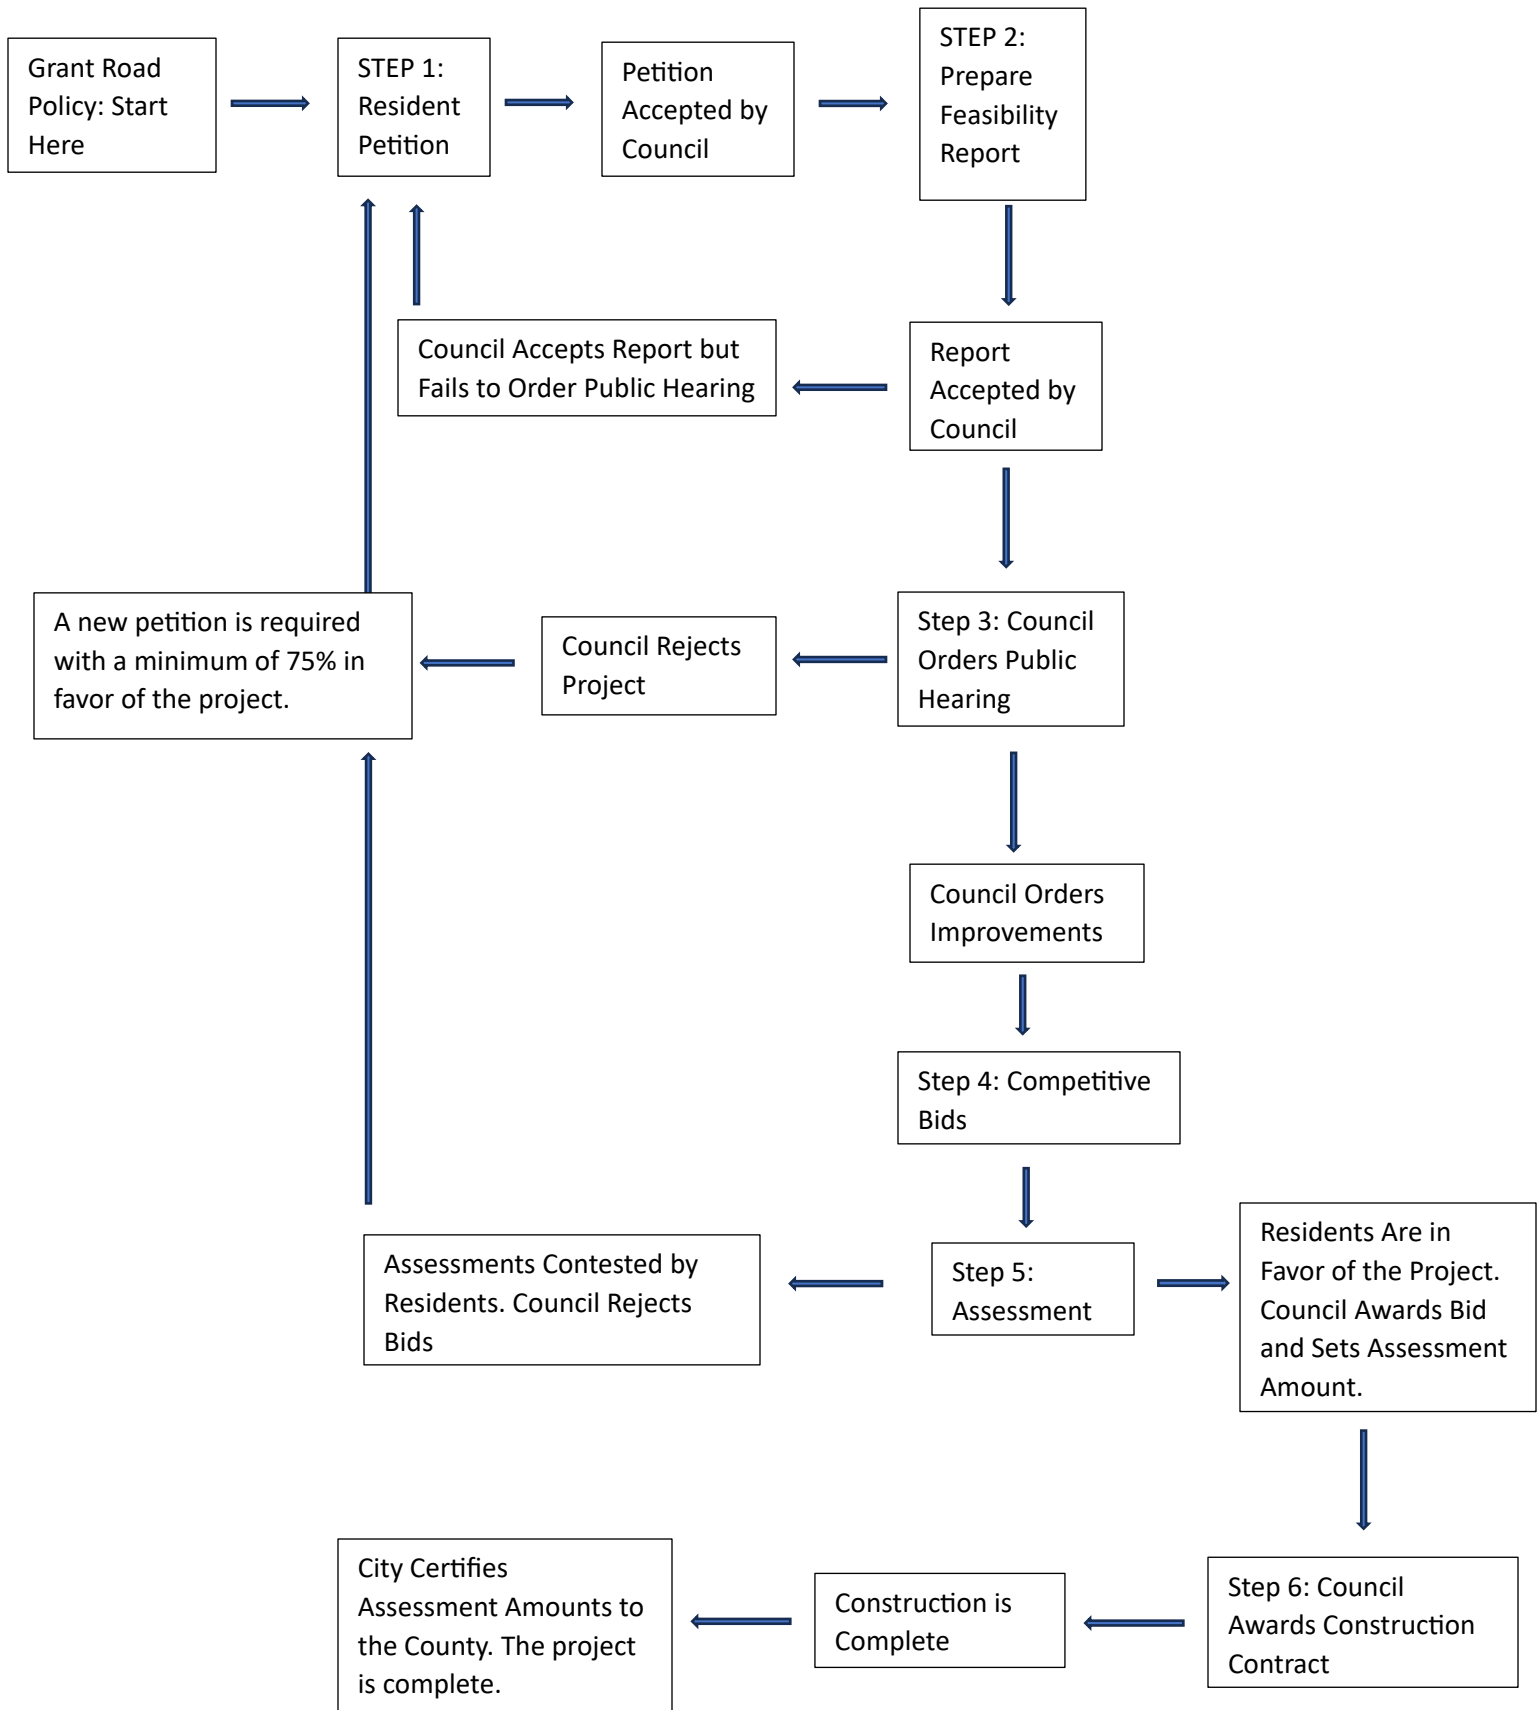 Grant Road
Policy: Start
Here
STEP 1:
Resident
Petition
Petition
Accepted by
Council
STEP 2:
Prepare
Feasibility
Report
Council Accepts Report but
Fails to Order Public Hearing
Report
Accepted by
Council
A new petition is required
with a minimum of 75% in
favor of the project.
Council Rejects
Project
Step 3: Council
Orders Public
Hearing
Council Orders
Improvements
Step 4: Competitive
Bids
Assessments Contested by
Residents. Council Rejects
Bids
Step 5:
Assessment
Residents Are in
Favor of the Project.
Council Awards Bid
and Sets Assessment
Amount.
City Certifies
Assessment Amounts to
the County. The project
is complete.
Construction is
Complete
Step 6: Council
Awards Construction
Contract